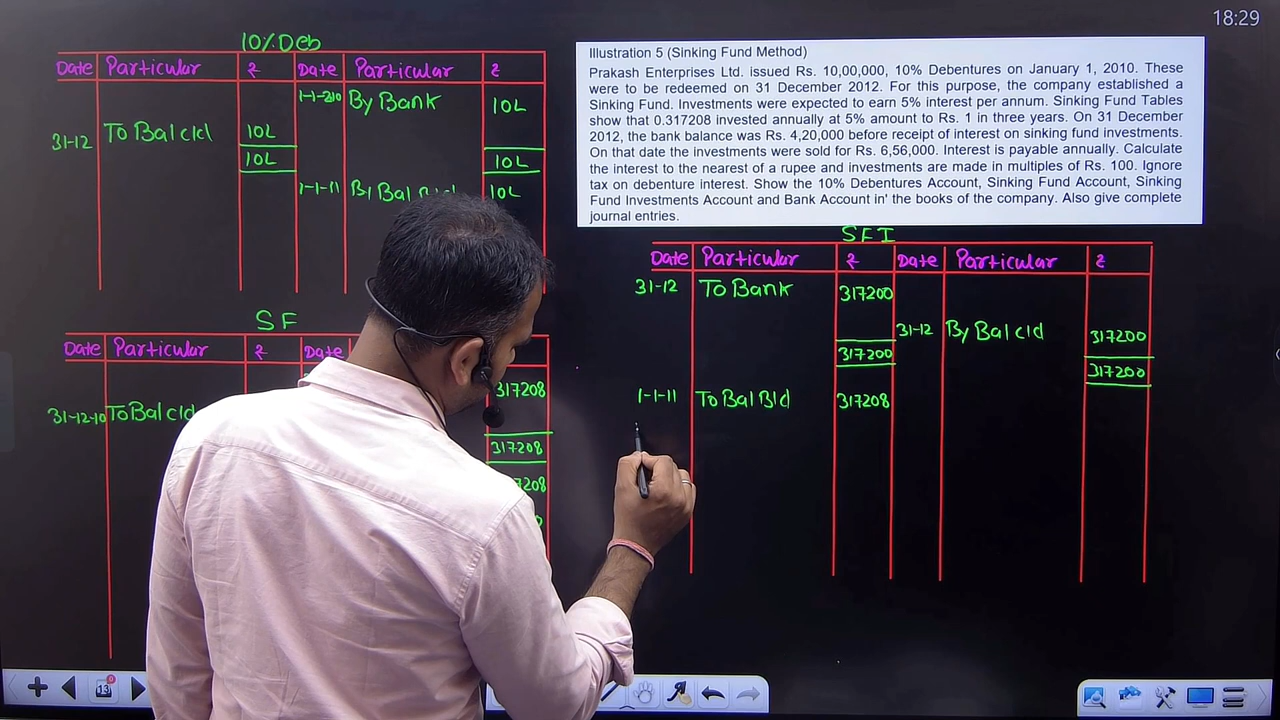 18:29
10% Deb
Date Particular ₹ Date Particular ₹
1-1-210 By Bank 10L
31-12 To Bal c/d 10L
10L 10L
1-1-11 By Bal 10L
Illustration 5 (Sinking Fund Method)
Prakash Enterprises Ltd. issued Rs. 10,00,000, 10% Debentures on January 1, 2010. These
were to be redeemed on 31 December 2012. For this purpose, the company established a
Sinking Fund. Investments were expected to earn 5% interest per annum. Sinking Fund Tables
show that 0.317208 invested annually at 5% amount to Rs. 1 in three years. On 31 December
2012, the bank balance was Rs. 4,20,000 before receipt of interest on sinking fund investments.
On that date the investments were sold for Rs. 6,56,000. Interest is payable annually. Calculate
the interest to the nearest of a rupee and investments are made in multiples of Rs. 100. Ignore
tax on debenture interest. Show the 10% Debentures Account, Sinking Fund Account, Sinking
Fund Investments Account and Bank Account in' the books of the company. Also give complete
journal entries.
SF
Date Particular ₹ Date
317208
31-12-10 To Bal c/d
317208
7208
SFI
Date Particular ₹ Date Particular ₹
31-12 To Bank 317200
31-12 By Bal c/d 317200
317200 317200
1-1-11 To Bal B/d 317208
13